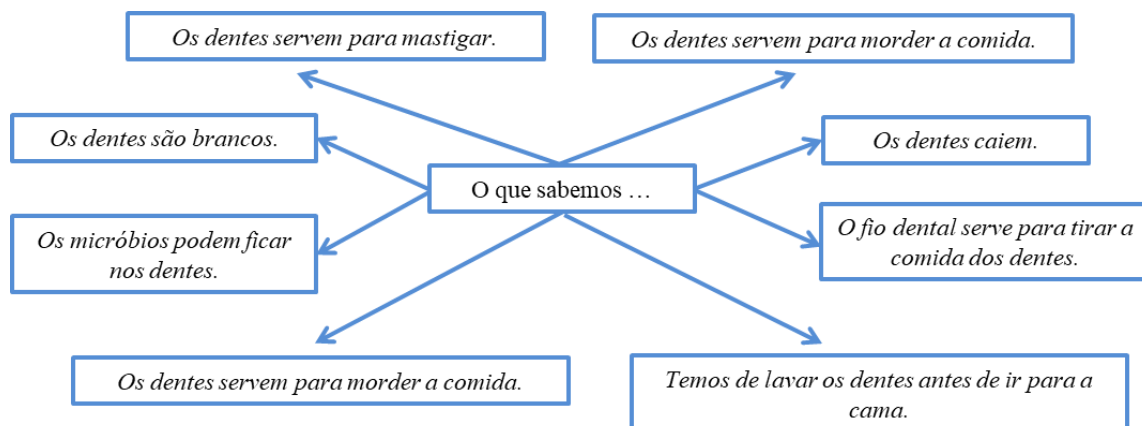 Os dentes servem para mastigar.
Os dentes servem para morder a comida.
Os dentes são brancos.
Os dentes caiem.
O que sabemos …
Os micróbios podem ficar
nos dentes.
O fio dental serve para tirar a
comida dos dentes.
Os dentes servem para morder a comida.
Temos de lavar os dentes antes de ir para a
cama.